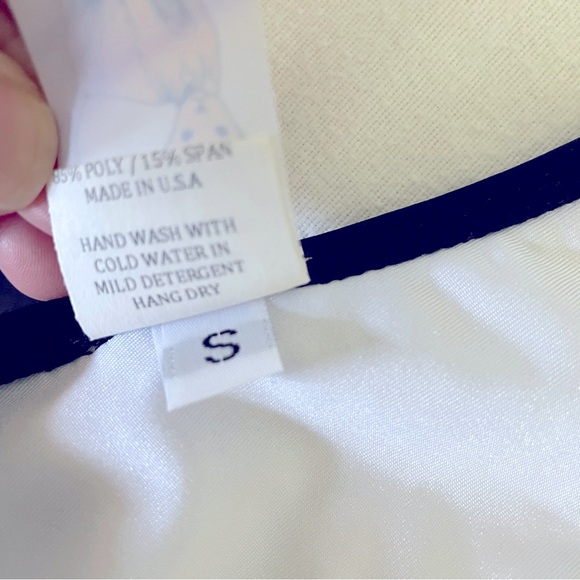 85% POLY / 15% SPAN
MADE IN U.S.A
HAND WASH WITH
COLD WATER IN
MILD DETERGENT
HANG DRY
S